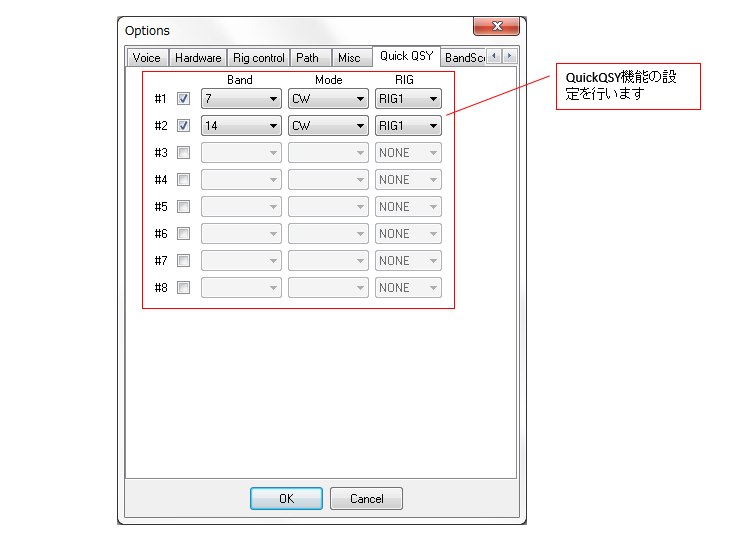 Options
Voice Hardware Rig control Path Misc Quick QSY BandSc
Band Mode RIG
#1 7 CW RIG1
#2 14 CW RIG1
#3 NONE
#4 NONE
#5 NONE
#6 NONE
#7 NONE
#8 NONE
QuickQSY機能の設
定を行います
OK Cancel